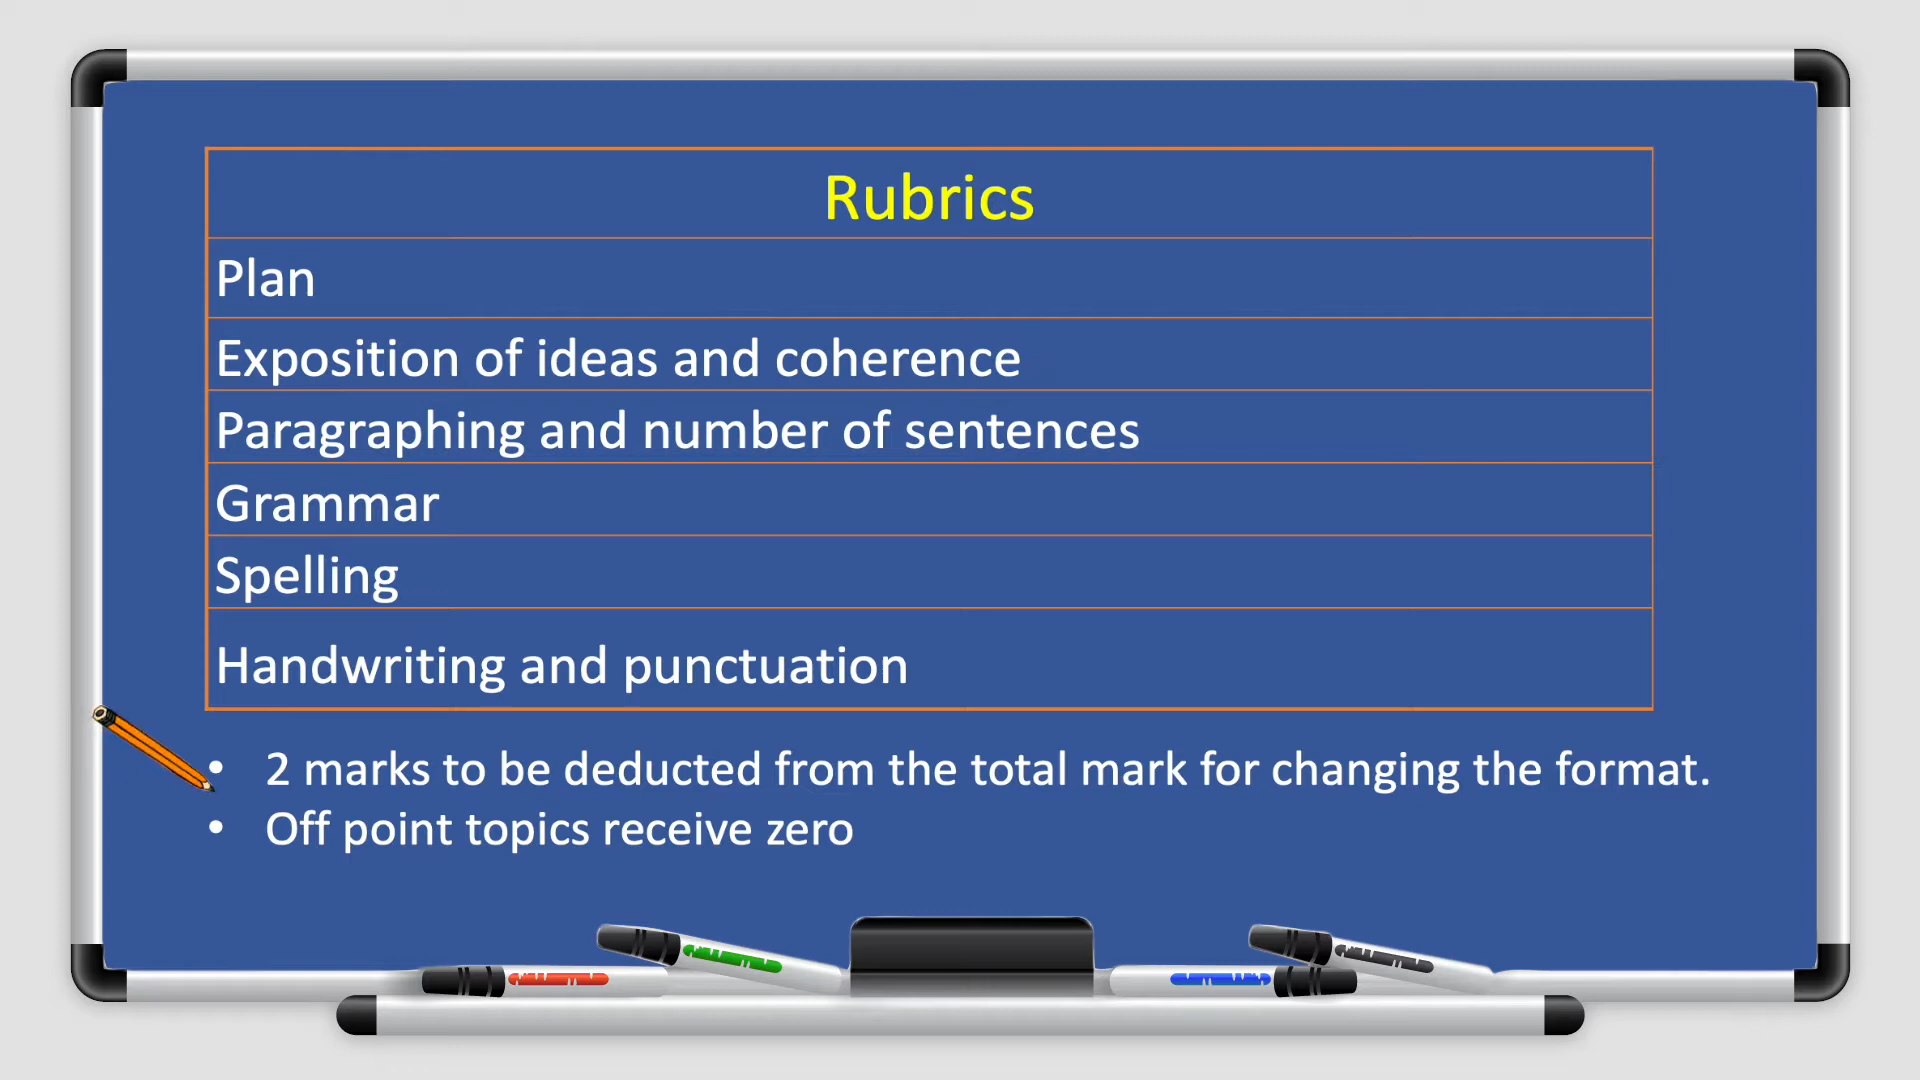 Rubrics
Plan
Exposition of ideas and coherence
Paragraphing and number of sentences
Grammar
Spelling
Handwriting and punctuation
• 2 marks to be deducted from the total mark for changing the format.
• Off point topics receive zero